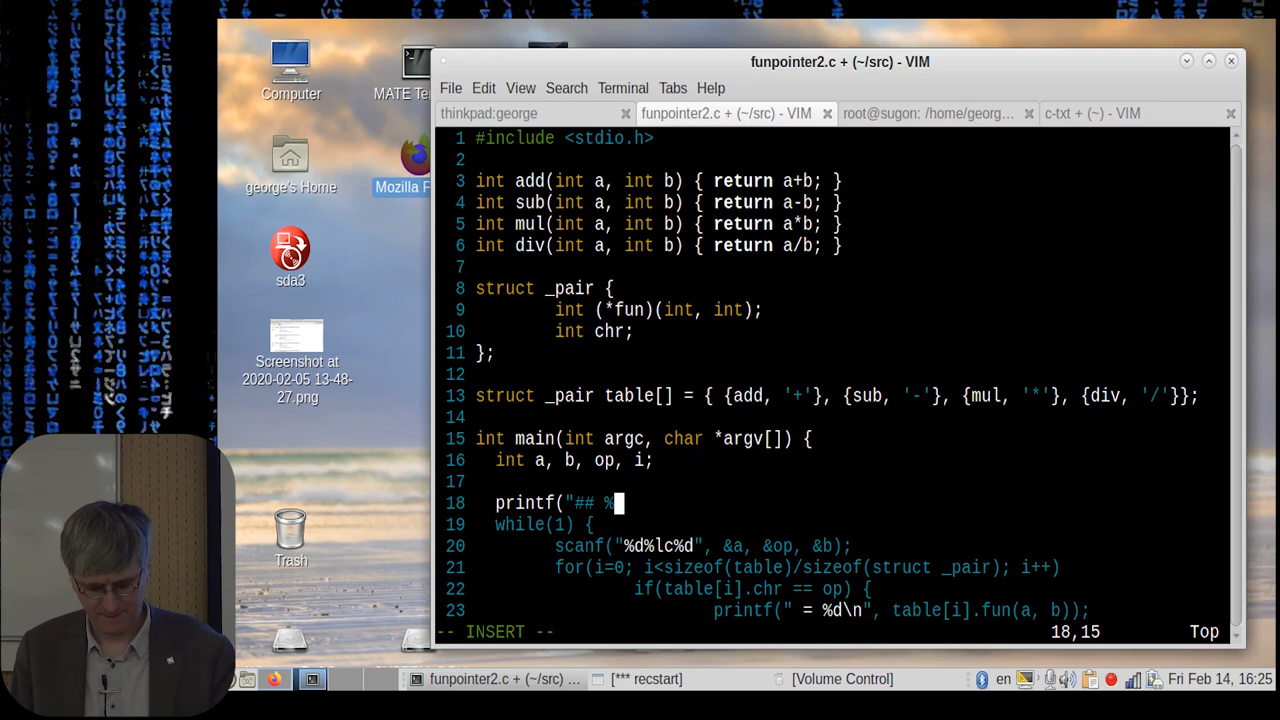 Computer
MATE Ter
george's Home
Mozilla F
sda3
Screenshot at
2020-02-05 13-48-
27.png
Trash
funpointer2.c + (~/src) - VIM
File Edit View Search Terminal Tabs Help
thinkpad:george
funpointer2.c + (~/src) - VIM
root@sugon: /home/georg...
c-txt + (~) - VIM
1 #include <stdio.h>
2
3 int add(int a, int b) { return a+b; }
4 int sub(int a, int b) { return a-b; }
5 int mul(int a, int b) { return a*b; }
6 int div(int a, int b) { return a/b; }
7
8 struct _pair {
9 int (*fun)(int, int);
10 int chr;
11 };
12
13 struct _pair table[] = { {add, '+'}, {sub, '-'}, {mul, '*'}, {div, '/'}};
14
15 int main(int argc, char *argv[]) {
16 int a, b, op, i;
17
18 printf("## %
19 while(1) {
20 scanf("%d%lc%d", &a, &op, &b);
21 for(i=0; i<sizeof(table)/sizeof(struct _pair); i++)
22 if(table[i].chr == op) {
23 printf(" = %d\n", table[i].fun(a, b));
-- INSERT -- 18,15 Top
funpointer2.c + (~/src) ...
[*** recstart]
[Volume Control]
en
Fri Feb 14, 16:25